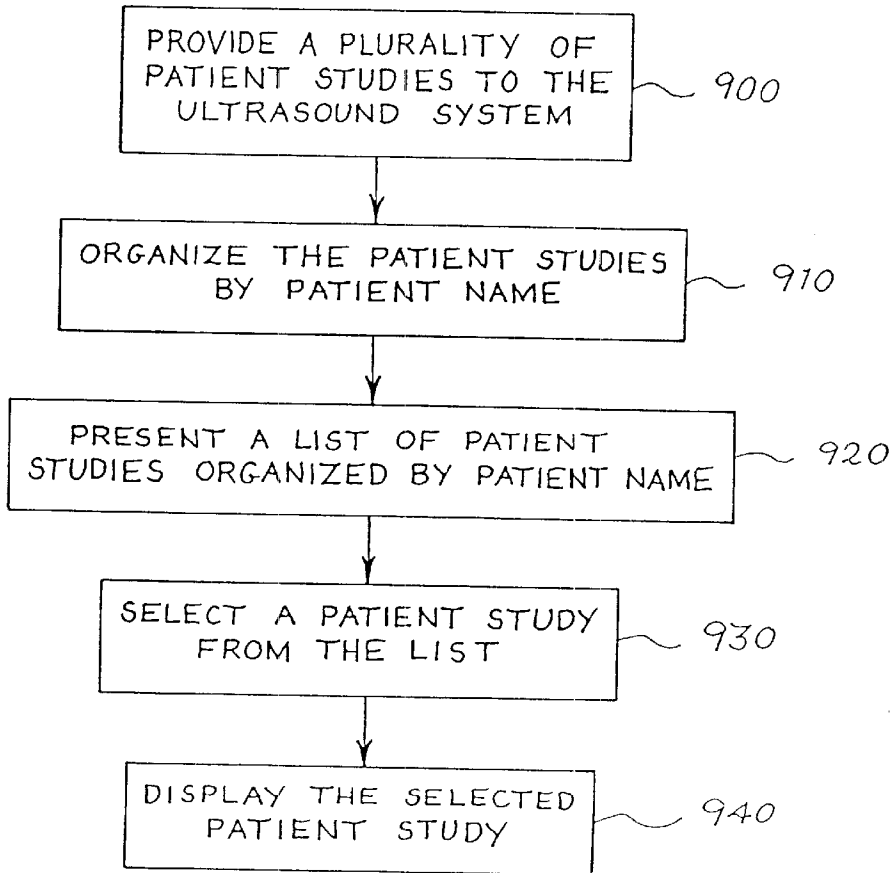 PROVIDE A PLURALITY OF
PATIENT STUDIES TO THE
ULTRASOUND SYSTEM
900
ORGANIZE THE PATIENT STUDIES
BY PATIENT NAME
910
PRESENT A LIST OF PATIENT
STUDIES ORGANIZED BY PATIENT NAME
920
SELECT A PATIENT STUDY
FROM THE LIST
930
DISPLAY THE SELECTED
PATIENT STUDY
940